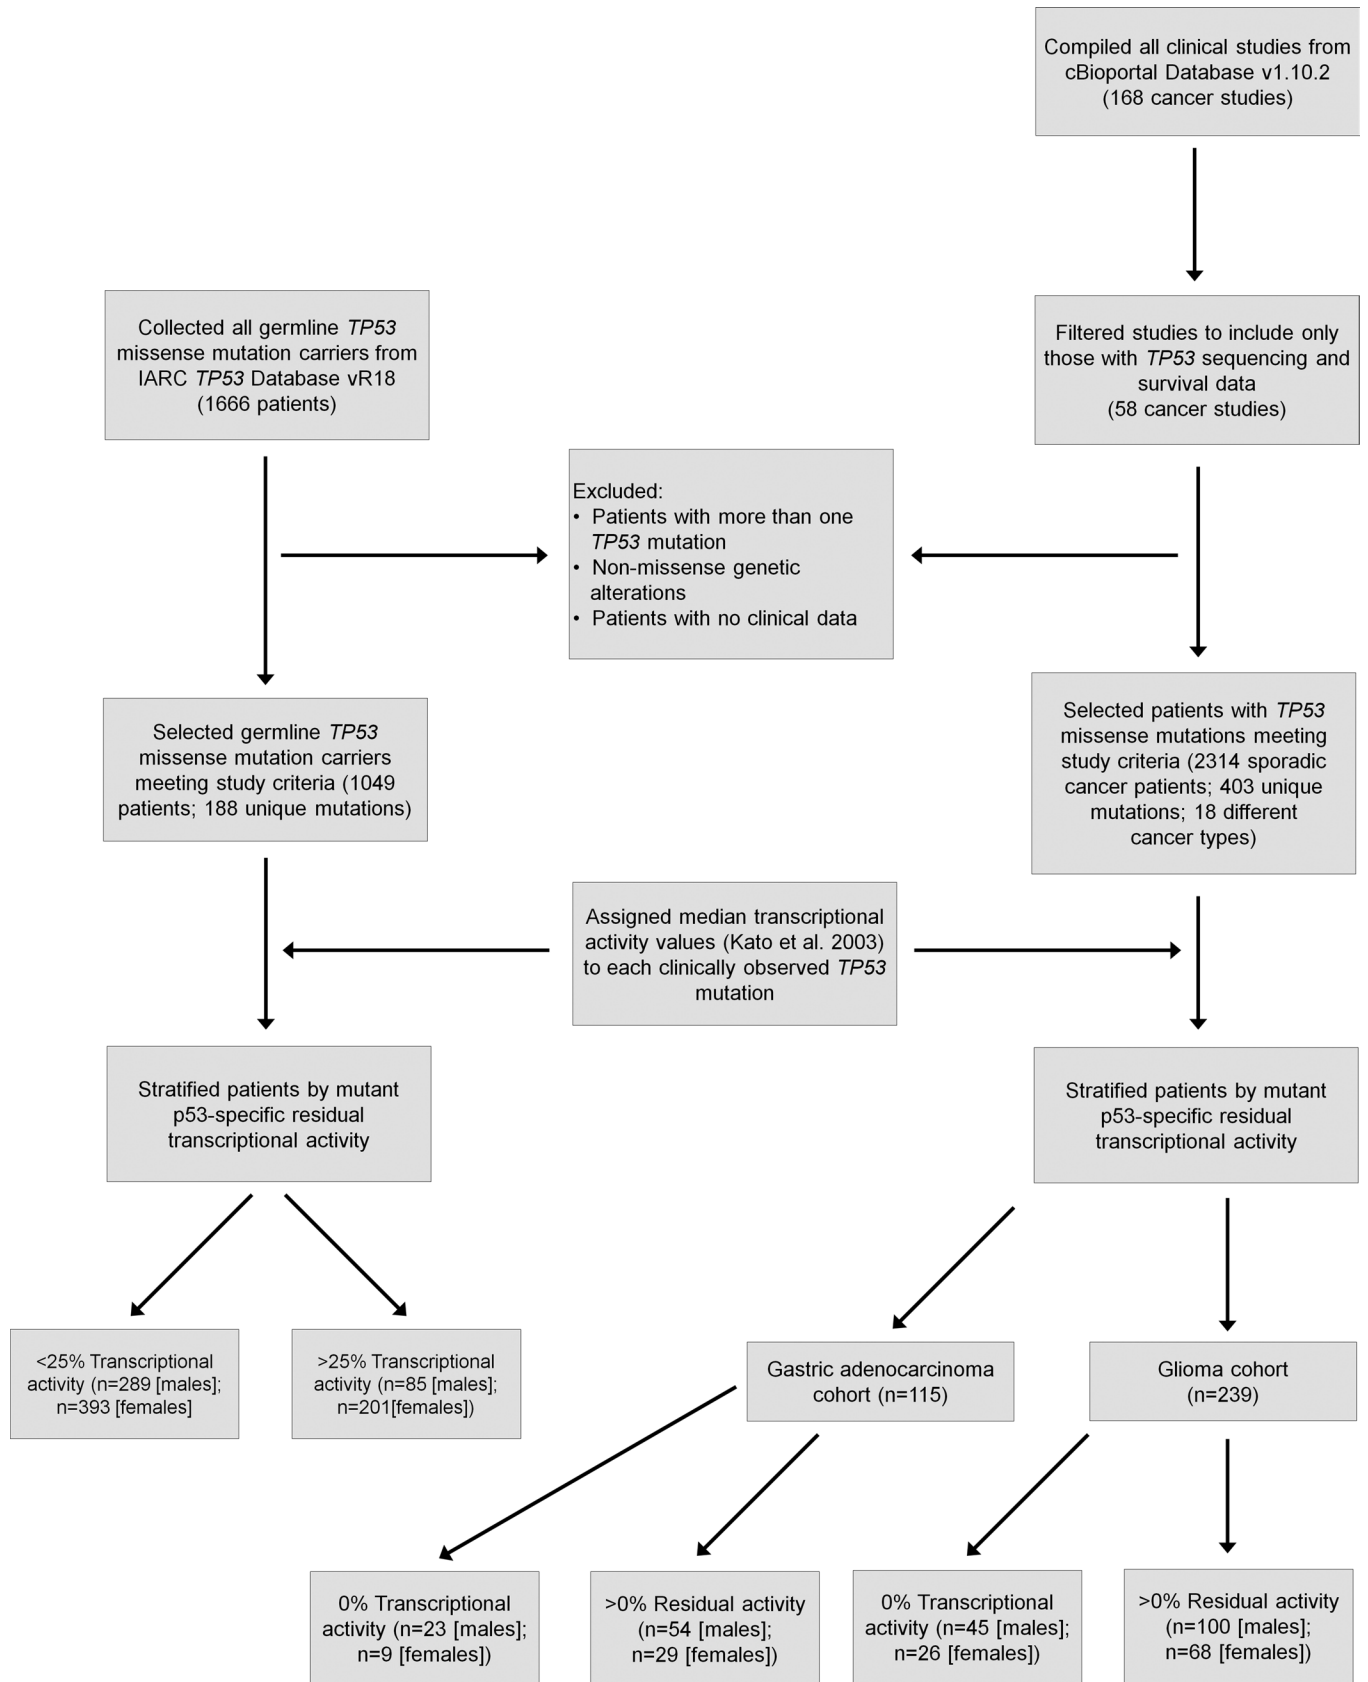 Compiled all clinical studies from
cBioportal Database v1.10.2
(168 cancer studies)
Collected all germline TP53
missense mutation carriers from
IARC TP53 Database vR18
(1666 patients)
Filtered studies to include only
those with TP53 sequencing and
survival data
(58 cancer studies)
Excluded:
• Patients with more than one
TP53 mutation
• Non-missense genetic
alterations
• Patients with no clinical data
Selected germline TP53
missense mutation carriers
meeting study criteria (1049
patients; 188 unique mutations)
Selected patients with TP53
missense mutations meeting
study criteria (2314 sporadic
cancer patients; 403 unique
mutations; 18 different
cancer types)
Assigned median transcriptional
activity values (Kato et al. 2003)
to each clinically observed TP53
mutation
Stratified patients by mutant
p53-specific residual
transcriptional activity
Stratified patients by mutant
p53-specific residual
transcriptional activity
<25% Transcriptional
activity (n=289 [males];
n=393 [females]
>25% Transcriptional
activity (n=85 [males];
n=201[females])
Gastric adenocarcinoma
cohort (n=115)
Glioma cohort
(n=239)
0% Transcriptional
activity (n=23 [males];
n=9 [females])
>0% Residual activity
(n=54 [males];
n=29 [females])
0% Transcriptional
activity (n=45 [males];
n=26 [females])
>0% Residual activity
(n=100 [males];
n=68 [females])